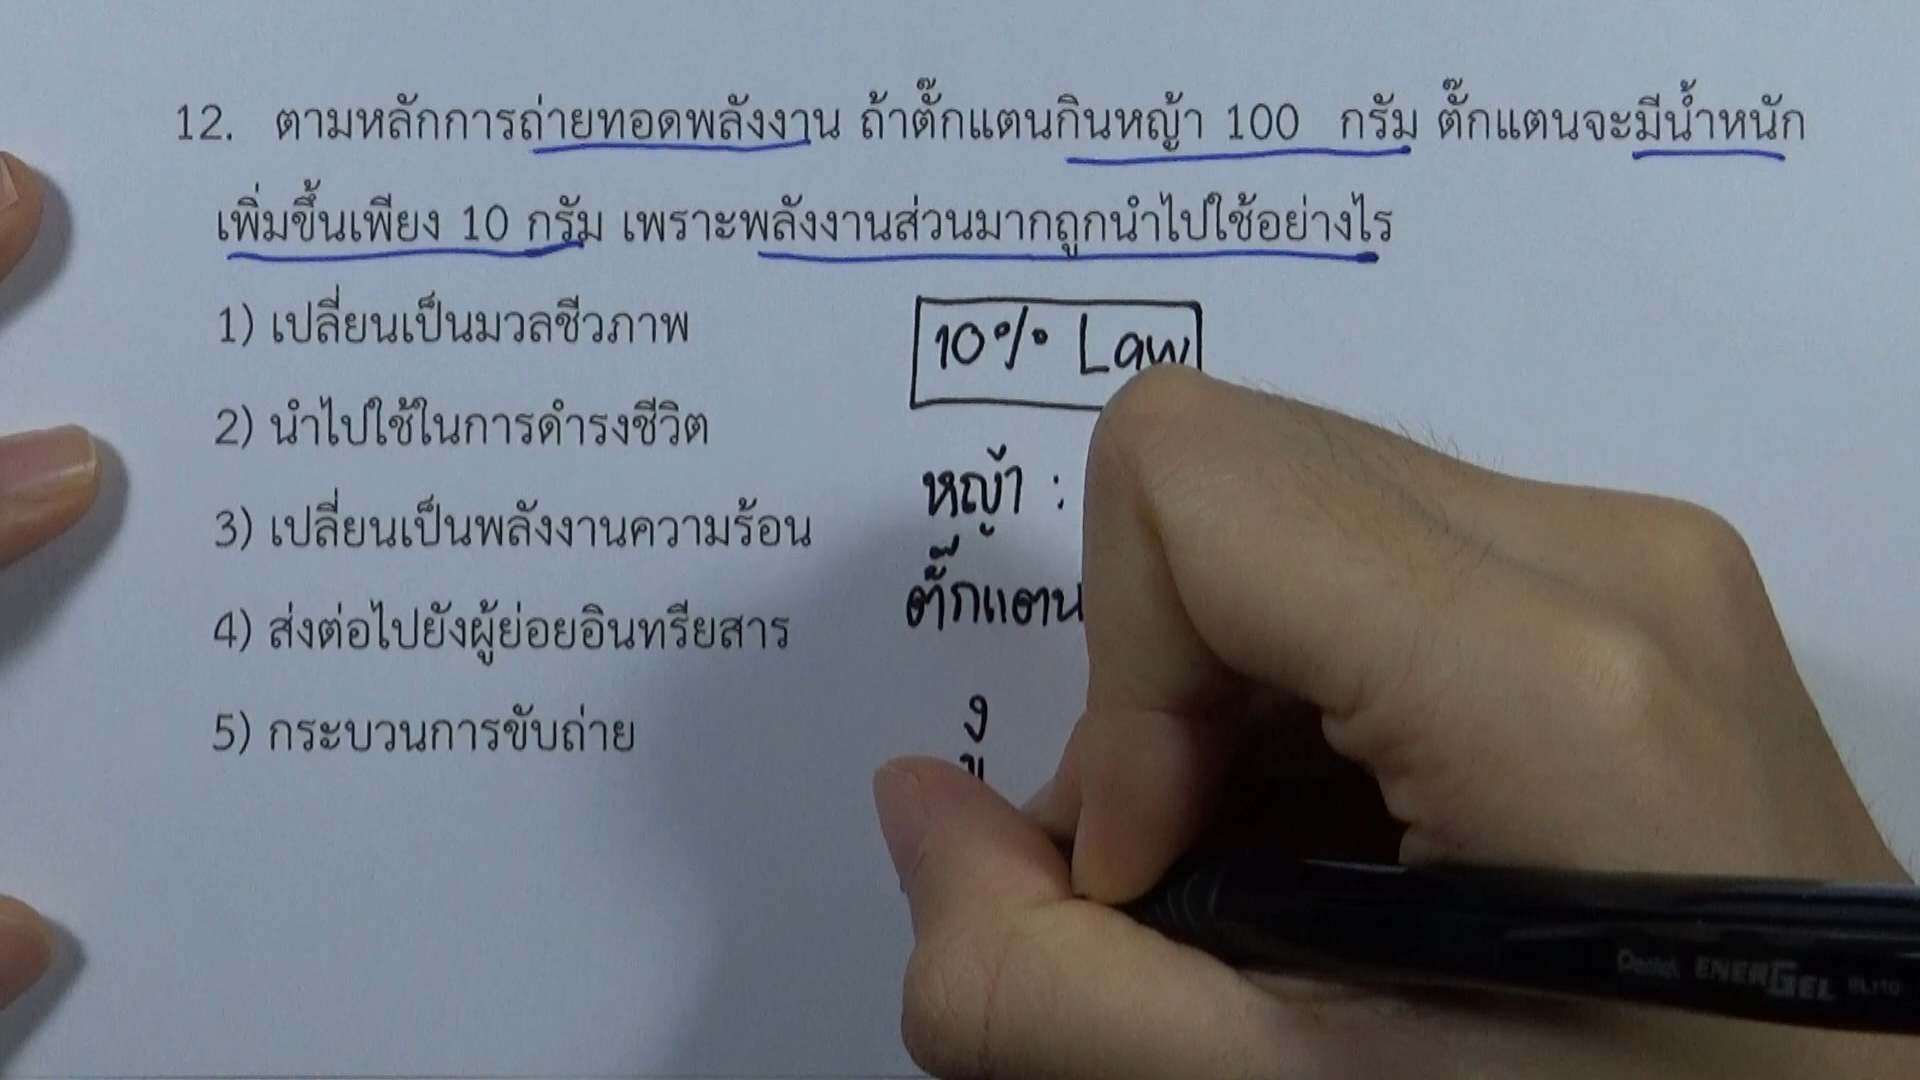 12. ตามหลักการถ่ายทอดพลังงาน ถ้าตั๊กแตนกินหญ้า 100 กรัม ตั๊กแตนจะมีน้ำหนัก
เพิ่มขึ้นเพียง 10 กรัม เพราะพลังงานส่วนมากถูกนำไปใช้อย่างไร
1) เปลี่ยนเป็นมวลชีวภาพ
2) นำไปใช้ในการดำรงชีวิต
3) เปลี่ยนเป็นพลังงานความร้อน
4) ส่งต่อไปยังผู้ย่อยอินทรียสาร
5) กระบวนการขับถ่าย
10% Law
หญ้า :
ตั๊กแตน
งู
Pentel ENERGEL BL110